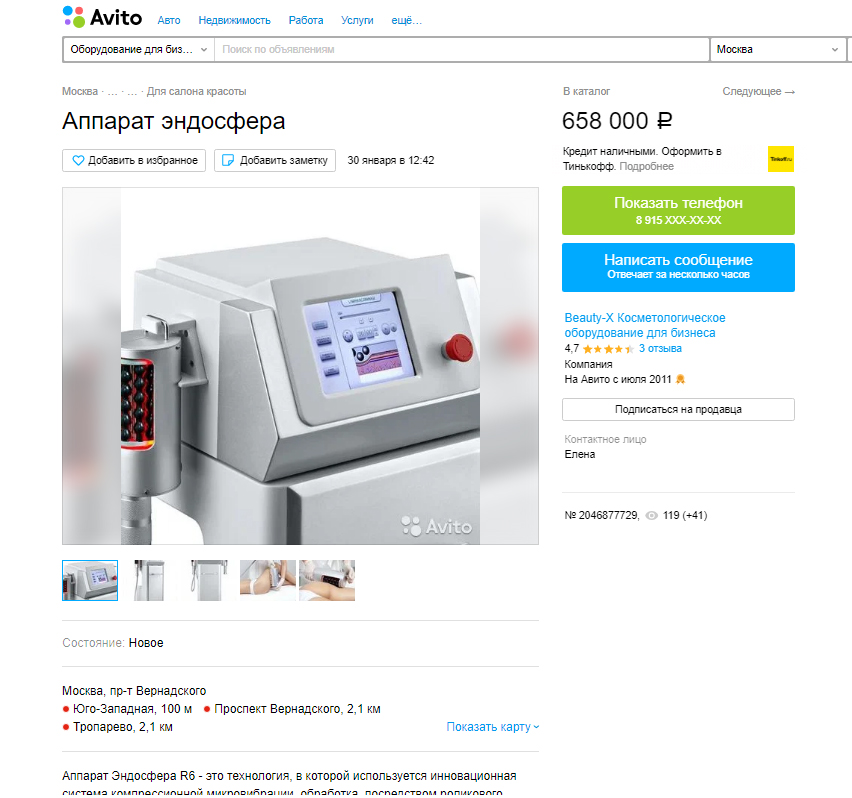 Avito
Авто Недвижимость Работа Услуги ещё...
Оборудование для биз... Поиск по объявлениям Москва
Москва · ... · ... · Для салона красоты
В каталог Следующее →
Аппарат эндосфера
658 000 ₽
Добавить в избранное Добавить заметку 30 января в 12:42
Кредит наличными. Оформить в
Тинькофф. Подробнее
Показать телефон
8 915 XXX-XX-XX
Написать сообщение
Отвечает за несколько часов
Beauty-X Косметологическое
оборудование для бизнеса
4,7 3 отзыва
Компания
На Авито с июля 2011
Подписаться на продавца
Контактное лицо
Елена
№ 2046877729, 119 (+41)
Avito
Состояние: Новое
Москва, пр-т Вернадского
Юго-Западная, 100 м Проспект Вернадского, 2,1 км
Тропарево, 2,1 км Показать карту
Аппарат Эндосфера R6 - это технология, в которой используется инновационная
система компрессионной микровибрации, обработка, посредством роликового